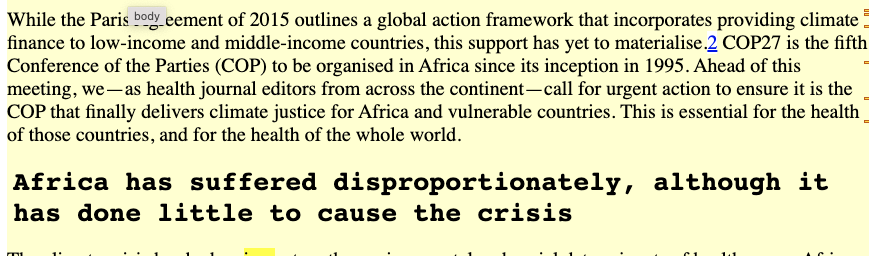 body
While the Paris Agreement of 2015 outlines a global action framework that incorporates providing climate
finance to low-income and middle-income countries, this support has yet to materialise.2 COP27 is the fifth
Conference of the Parties (COP) to be organised in Africa since its inception in 1995. Ahead of this
meeting, we—as health journal editors from across the continent—call for urgent action to ensure it is the
COP that finally delivers climate justice for Africa and vulnerable countries. This is essential for the health
of those countries, and for the health of the whole world.
Africa has suffered disproportionately, although it
has done little to cause the crisis